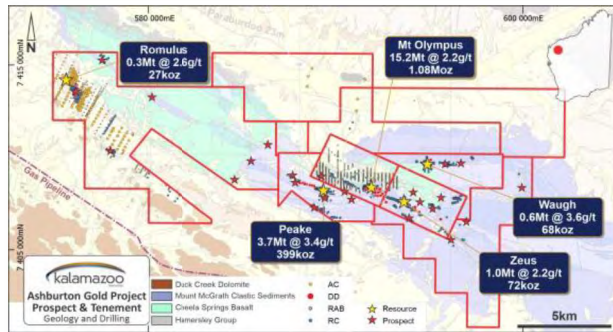 580 000mE
600 000mE
N
Paraburdoo 25km
Romulus
0.3Mt @ 2.6g/t
27koz
Mt Olympus
15.2Mt @ 2.2g/t
1.08Moz
7 415 000mN
Gas Pipeline
Waugh
0.6Mt @ 3.6g/t
68koz
Peake
3.7Mt @ 3.4g/t
399koz
Zeus
1.0Mt @ 2.2g/t
72koz
7 405 000mN
kalamazoo
Ashburton Gold Project
Prospect & Tenement
Geology and Drilling
Duck Creek Dolomite
Mount McGrath Clastic Sediments
Creela Springs Basalt
Hamersley Group
AC
DD
RAB
RC
Resource
Prospect
5km